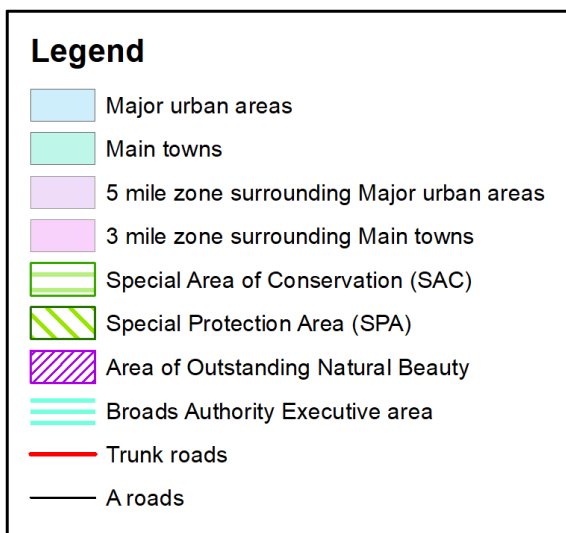 Legend
Major urban areas
Main towns
5 mile zone surrounding Major urban areas
3 mile zone surrounding Main towns
Special Area of Conservation (SAC)
Special Protection Area (SPA)
Area of Outstanding Natural Beauty
Broads Authority Executive area
Trunk roads
A roads